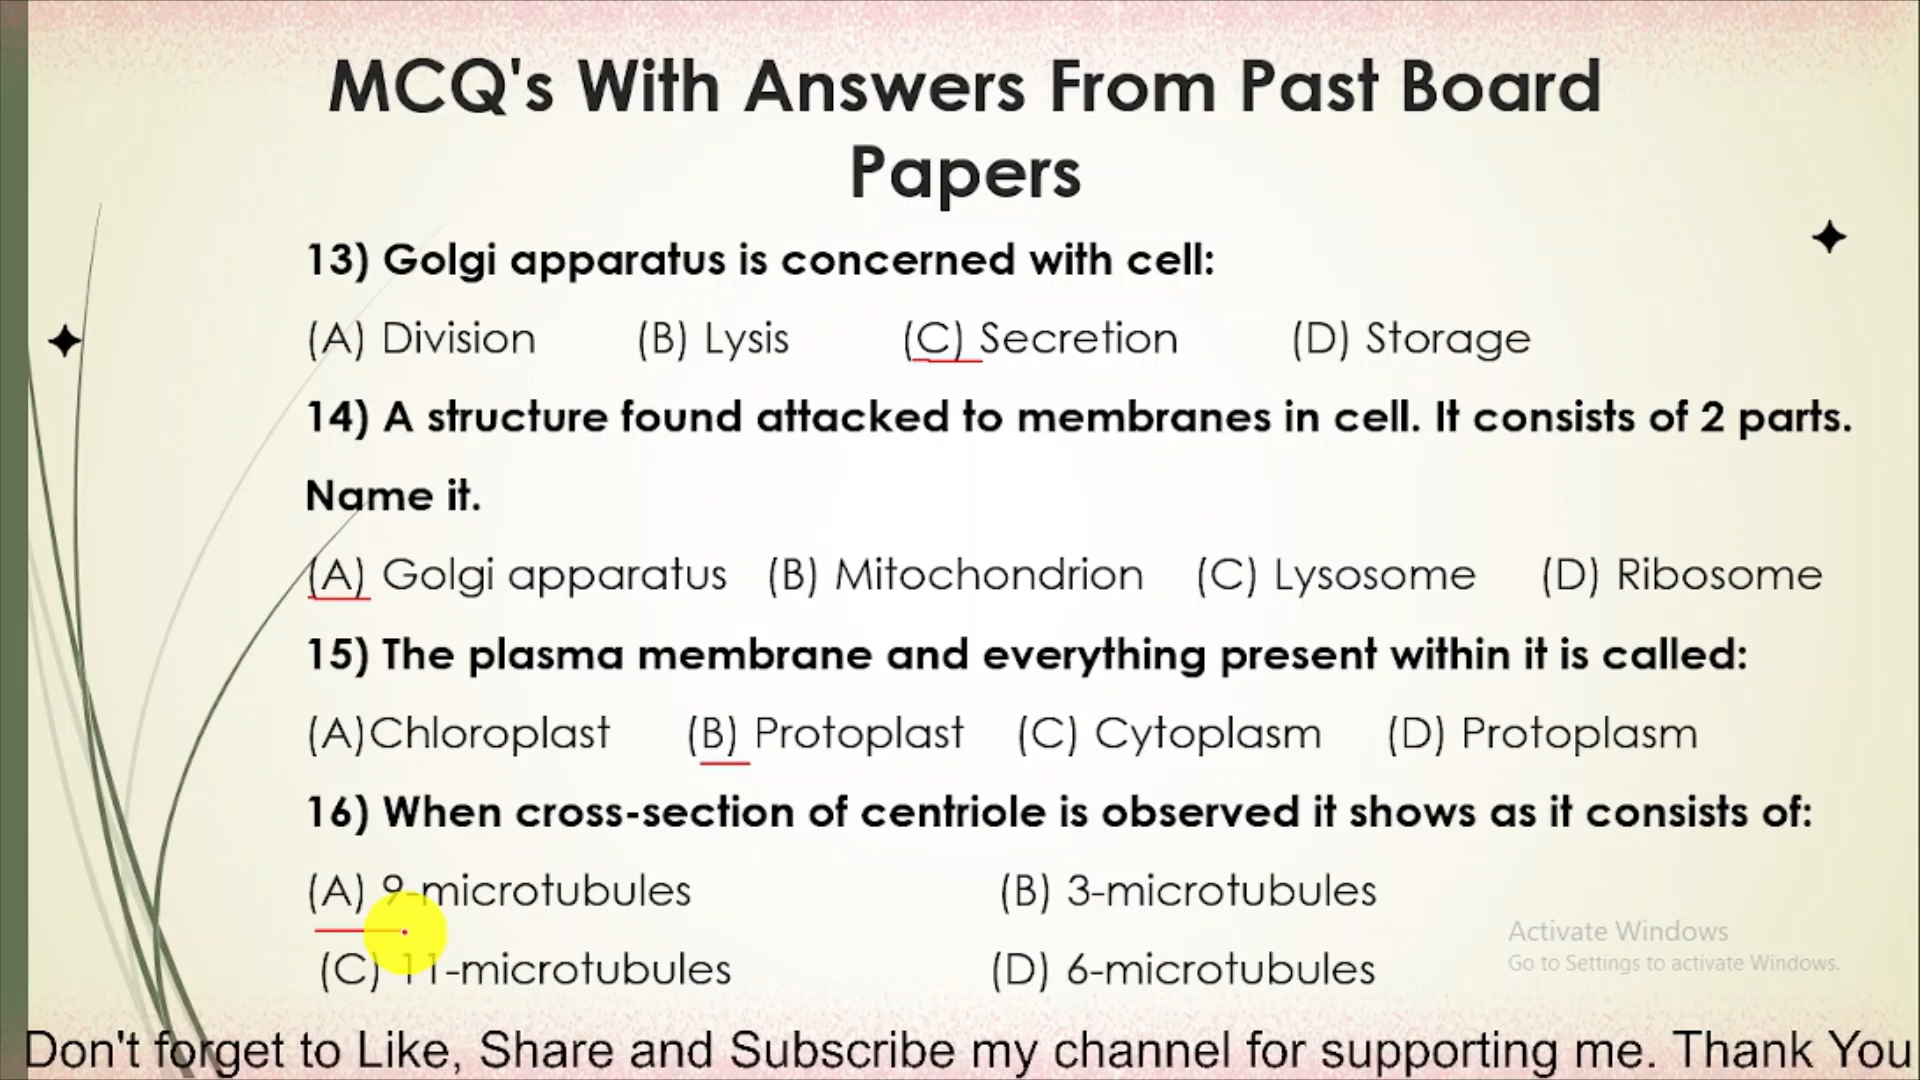 MCQ's With Answers From Past Board
Papers
13) Golgi apparatus is concerned with cell:
(A) Division (B) Lysis (C) Secretion (D) Storage
14) A structure found attacked to membranes in cell. It consists of 2 parts.
Name it.
(A) Golgi apparatus (B) Mitochondrion (C) Lysosome (D) Ribosome
15) The plasma membrane and everything present within it is called:
(A)Chloroplast (B) Protoplast (C) Cytoplasm (D) Protoplasm
16) When cross-section of centriole is observed it shows as it consists of:
(A) 9-microtubules (B) 3-microtubules
(C) 11-microtubules (D) 6-microtubules
Activate Windows
Go to Settings to activate Windows.
Don't forget to Like, Share and Subscribe my channel for supporting me. Thank You